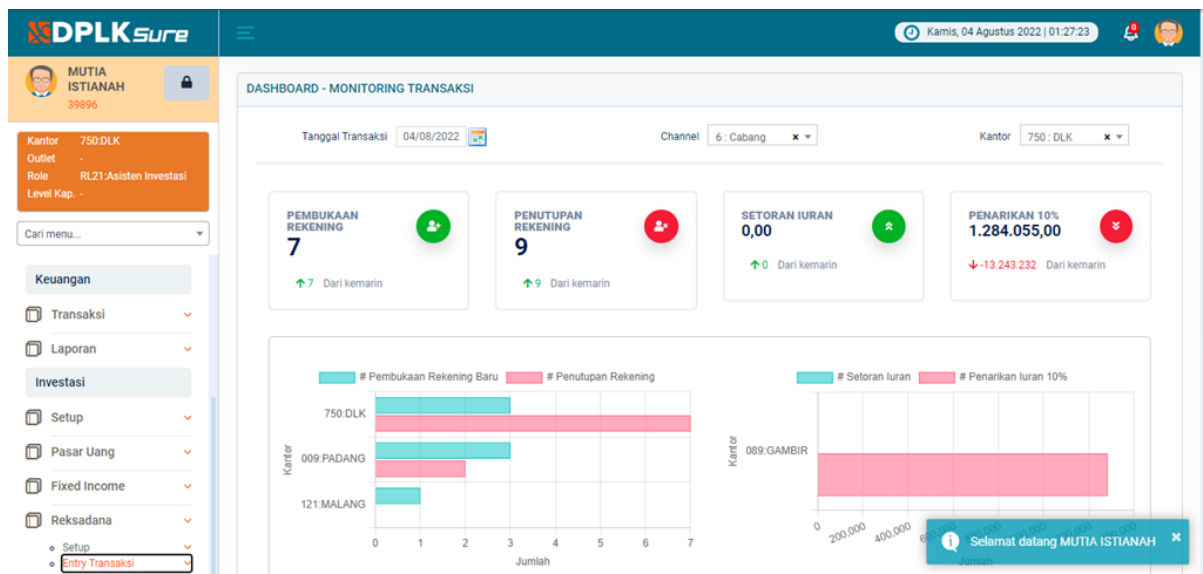 DPLKSure
Kamis, 04 Agustus 2022 | 01:27:23
MUTIA
ISTIANAH
39896
Kantor 750:DLK
Outlet -
Role RL21:Asisten Investasi
Level Kap. -
Cari menu...
Keuangan
Transaksi
Laporan
Investasi
Setup
Pasar Uang
Fixed Income
Reksadana
Setup
Entry Transaksi
DASHBOARD - MONITORING TRANSAKSI
Tanggal Transaksi 04/08/2022
Channel 6 : Cabang
Kantor 750 : DLK
PEMBUKAAN
REKENING
7
7 Dari kemarin
PENUTUPAN
REKENING
9
9 Dari kemarin
SETORAN IURAN
0,00
0 Dari kemarin
PENARIKAN 10%
1.284.055,00
-13.243.232 Dari kemarin
# Pembukaan Rekening Baru # Penutupan Rekening
Kantor
750:DLK
009:PADANG
121:MALANG
0 1 2 3 4 5 6 7
Jumlah
# Setoran Iuran # Penarikan Iuran 10%
Kantor
089:GAMBIR
0 200.000 400.000
Jumlah
Selamat datang MUTIA ISTIANAH